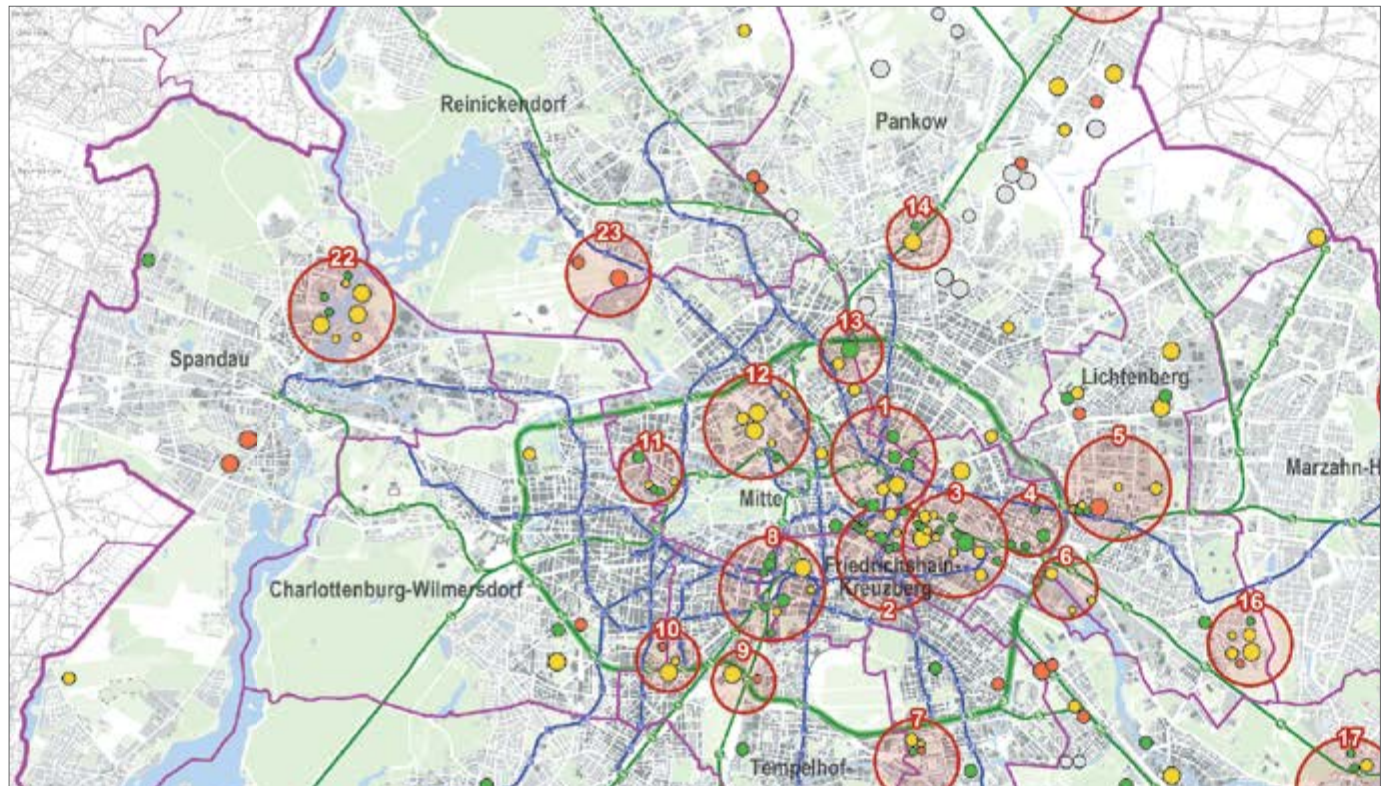 Reinickendorf
Pankow
14
23
22
13
Spandau
12
Lichtenberg
1
5
11
Marzahn-H
3
4
Mitte
8
6
Friedrichshain-
Charlottenburg-Wilmersdorf
Kreuzberg
2
16
10
9
7
17
Tempelhof-